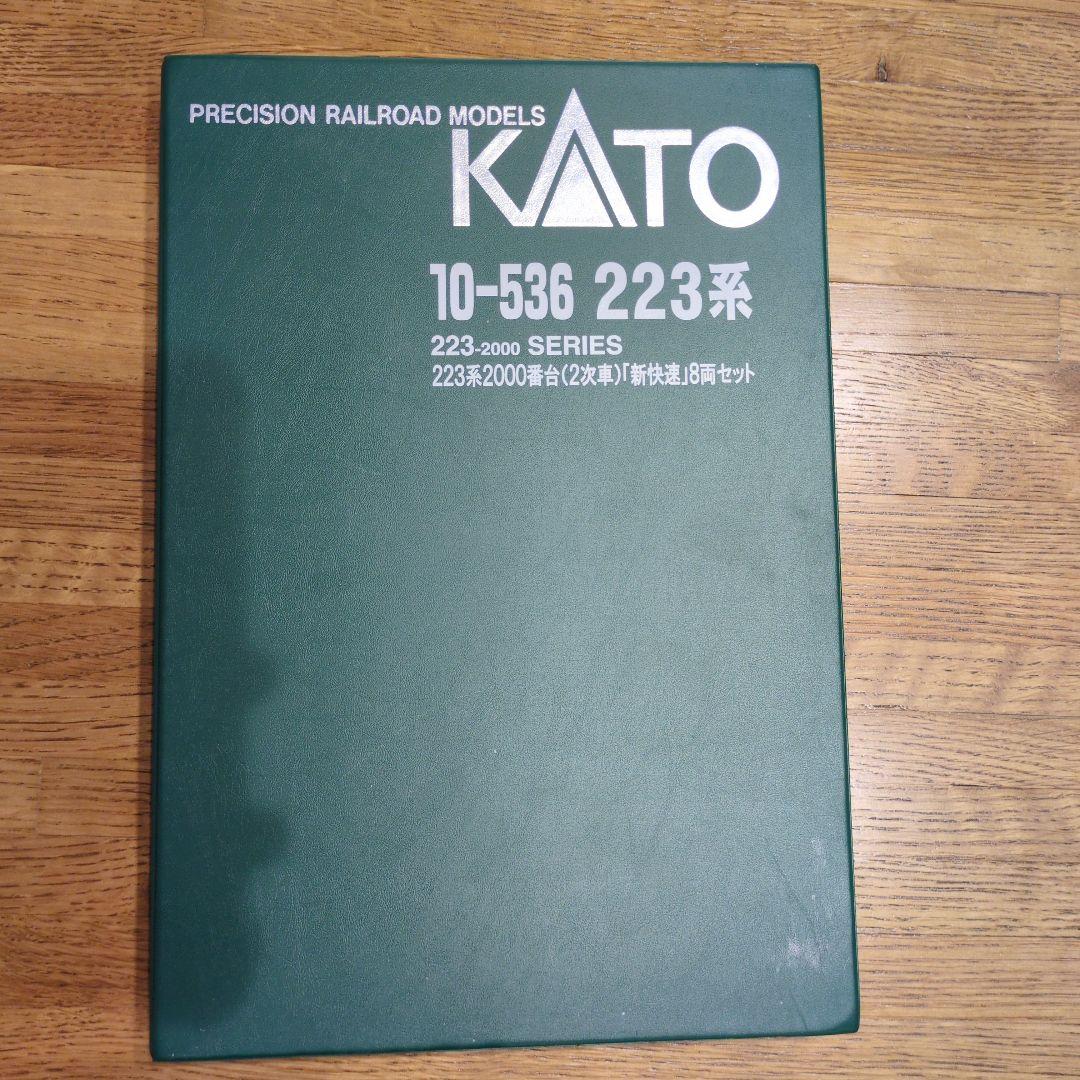 PRECISION RAILROAD MODELS
KATO
10-536 223系
223-2000 SERIES
223系2000番台(2次車)「新快速」8両セット